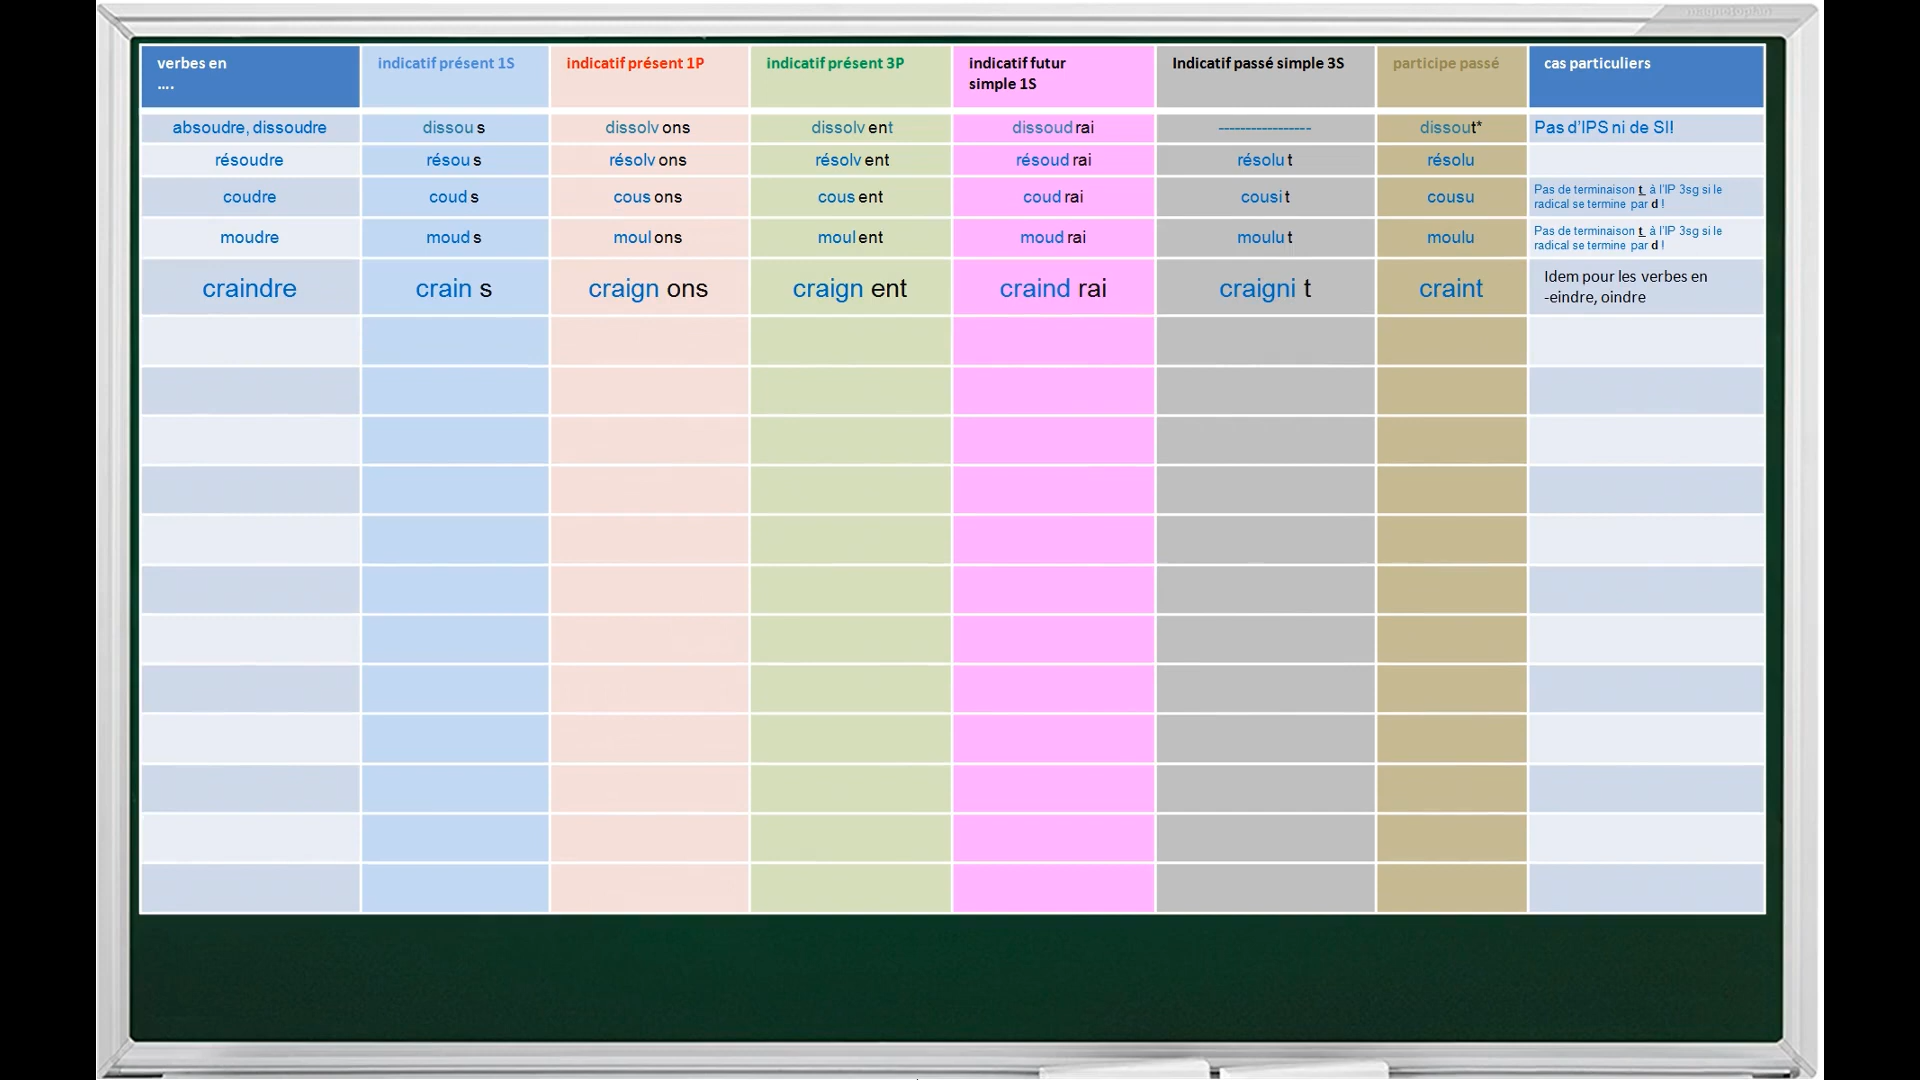 verbes en
....
indicatif présent 1S
indicatif présent 1P
indicatif présent 3P
indicatif futur
simple 1S
Indicatif passé simple 3S
participe passé
cas particuliers
absoudre, dissoudre
dissou s
dissolv ons
dissolv ent
dissoud rai
-----------------
dissout*
Pas d’IPS ni de SI!
résoudre
résou s
résolv ons
résolv ent
résoud rai
résolu t
résolu
coudre
coud s
cous ons
cous ent
coud rai
cousi t
cousu
Pas de terminaison t à l’IP 3sg si le
radical se termine par d !
moudre
moud s
moul ons
moul ent
moud rai
moulu t
moulu
Pas de terminaison t à l’IP 3sg si le
radical se termine par d !
craindre
crain s
craign ons
craign ent
craind rai
craigni t
craint
Idem pour les verbes en
-eindre, oindre